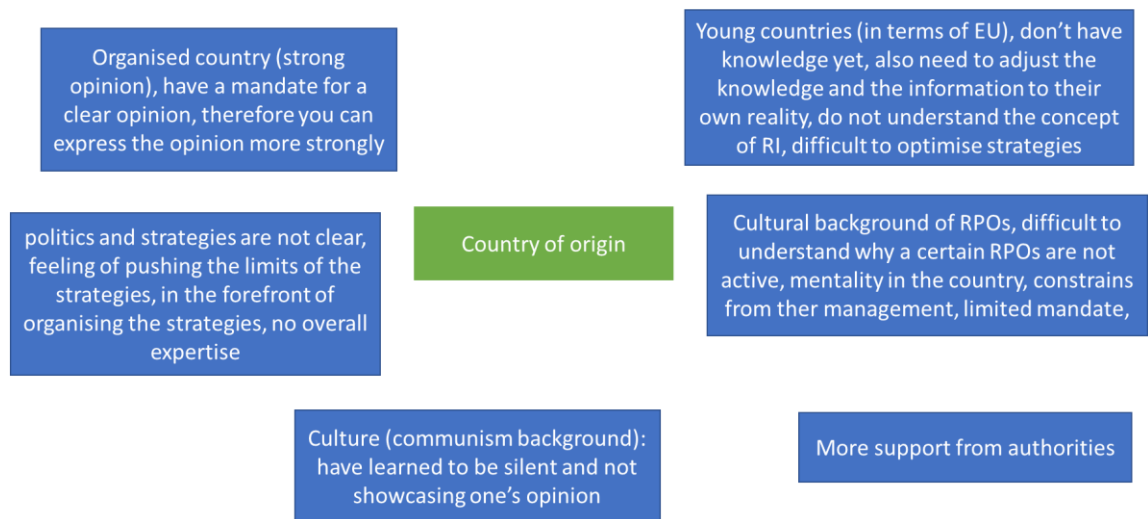 Organised country (strong
opinion), have a mandate for a
clear opinion, therefore you can
express the opinion more strongly
Young countries (in terms of EU), don’t have
knowledge yet, also need to adjust the
knowledge and the information to their
own reality, do not understand the concept
of RI, difficult to optimise strategies
Country of origin
politics and strategies are not clear,
feeling of pushing the limits of the
strategies, in the forefront of
organising the strategies, no overall
expertise
Cultural background of RPOs, difficult to
understand why a certain RPOs are not
active, mentality in the country, constrains
from ther management, limited mandate,
Culture (communism background):
have learned to be silent and not
showcasing one’s opinion
More support from authorities